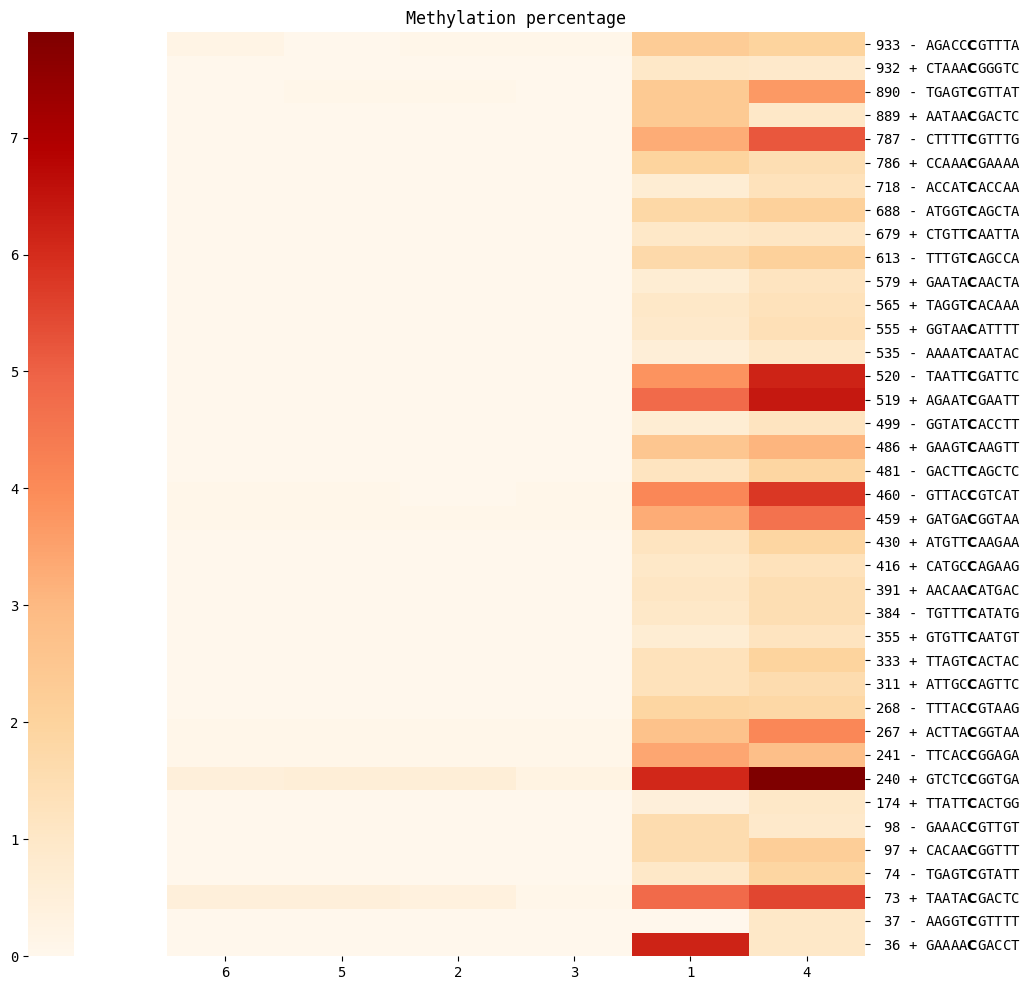 Methylation percentage
7
6
5
4
3
2
1
0
933 - AGACCCGTTTA
932 + CTAAACGGGTC
890 - TGAGTCGTTAT
889 + AATAACGACTC
787 - CTTTTCGTTTG
786 + CCAAACGAAAA
718 - ACCATCACCAA
688 - ATGGTCAGCTA
679 + CTGTTCAATTA
613 - TTTGTCAGCCA
579 + GAATACAACTA
565 + TAGGTCACAAA
555 + GGTAACATTTT
535 - AAAATCAATAC
520 - TAATTCGATTC
519 + AGAATCGAATT
499 - GGTATCACCTT
486 + GAAGTCAAGTT
481 - GACTTCAGCTC
460 - GTTACCGTCAT
459 + GATGACGGTAA
430 + ATGTTCAAGAA
416 + CATGCCAGAAG
391 + AACAACATGAC
384 - TGTTTCATATG
355 + GTGTTCAATGT
333 + TTAGTCACTAC
311 + ATTGCCAGTTC
268 - TTTACCGTAAG
267 + ACTTACGGTAA
241 - TTCACCGGAGA
240 + GTCTCCGGTGA
174 + TTATTCACTGG
98 - GAAACCGTTGT
97 + CACAACGGTTT
74 - TGAGTCGTATT
73 + TAATACGACTC
37 - AAGGTCGTTTT
36 + GAAAACGACCT
6 5 2 3 1 4